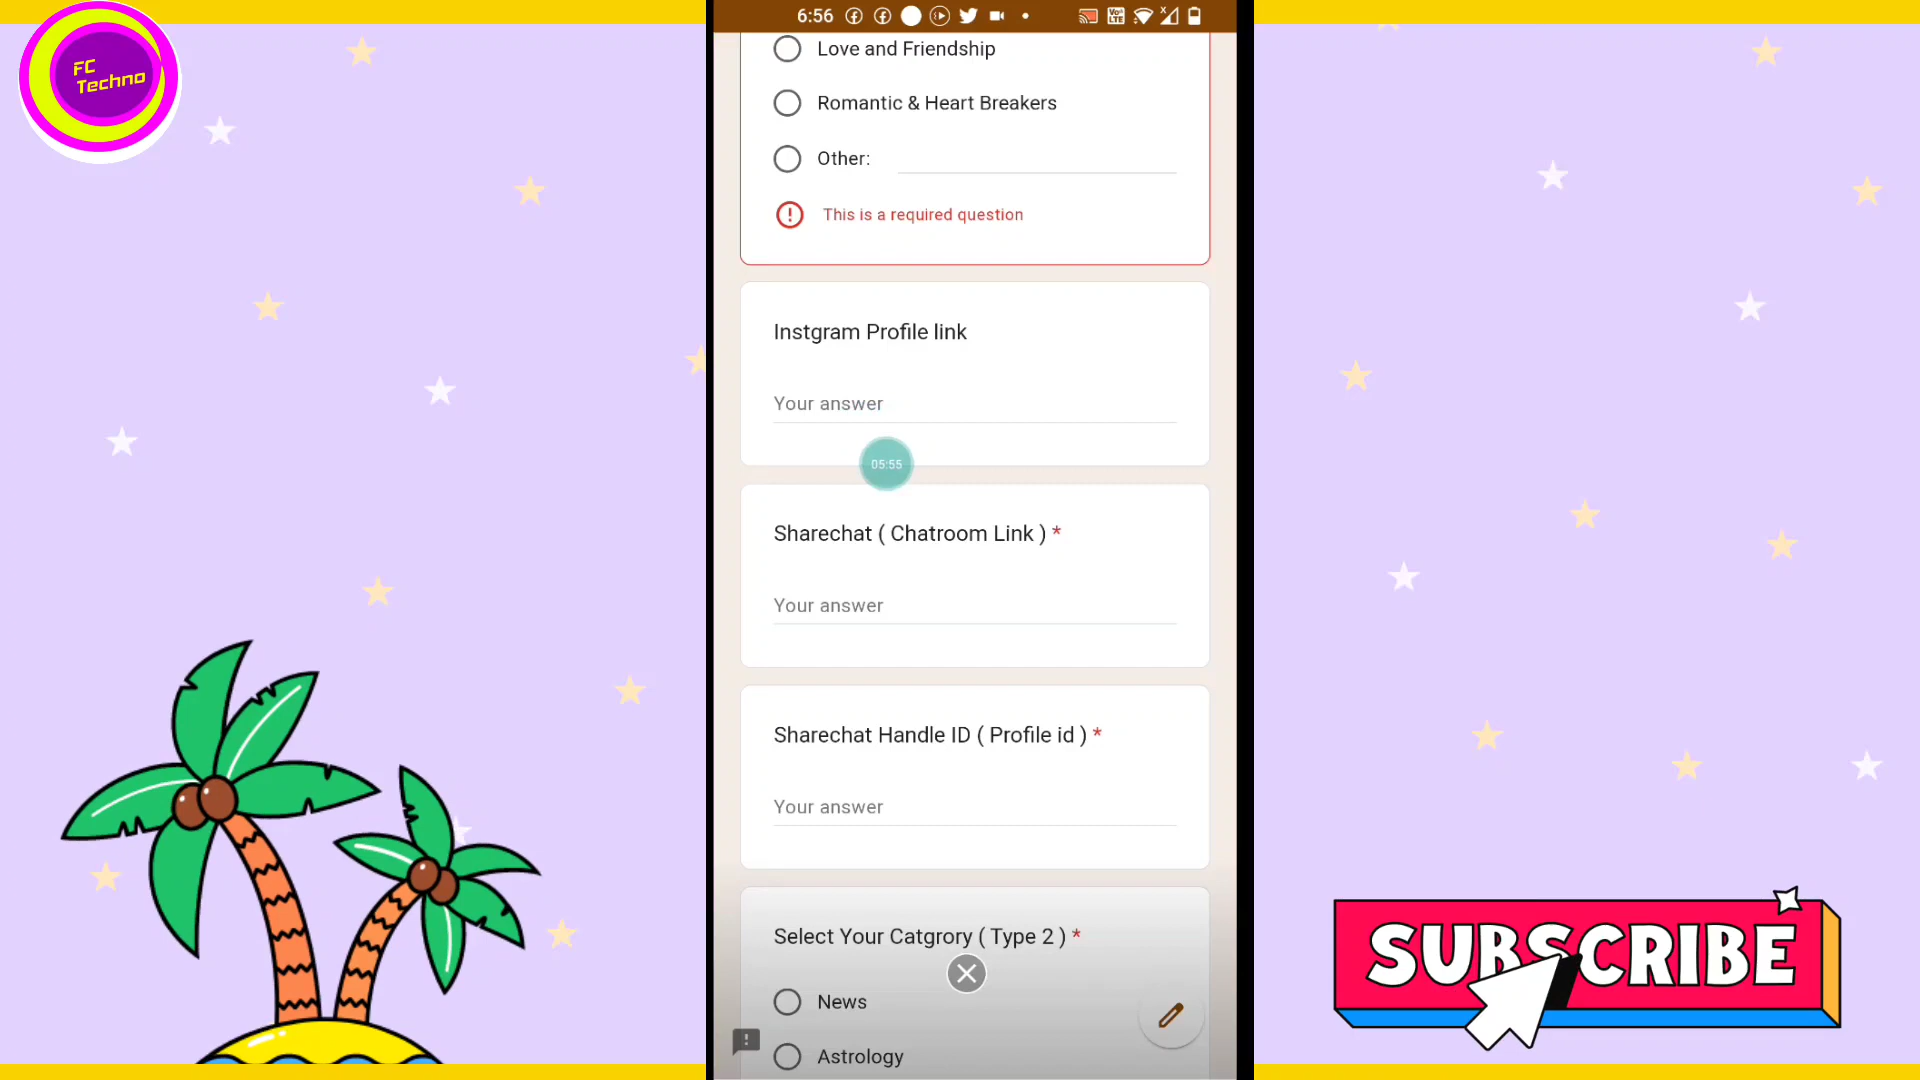 FC
Techno
6:56
Vo
LTE
X
Love and Friendship
Romantic & Heart Breakers
Other:
This is a required question
Instgram Profile link
Your answer
05:55
Sharechat ( Chatroom Link ) *
Your answer
Sharechat Handle ID ( Profile id ) *
Your answer
Select Your Catgrory ( Type 2 ) *
News
Astrology
SUBSCRIBE